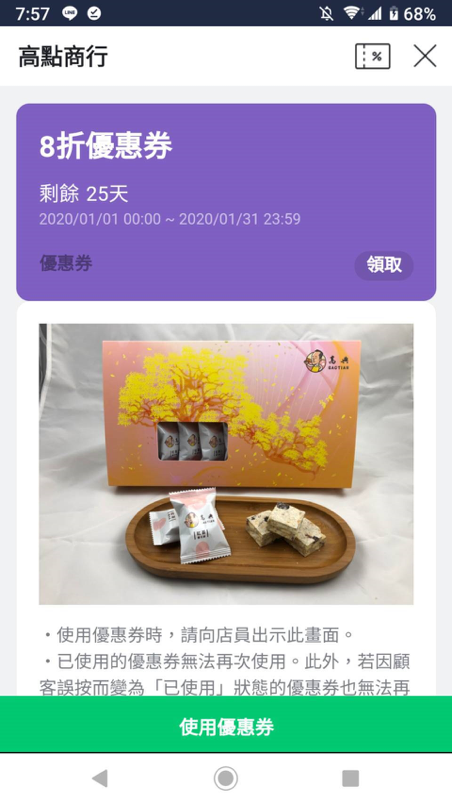 7:57
68%
高點商行
%
8折優惠券
剩餘 25天
2020/01/01 00:00 ~ 2020/01/31 23:59
優惠券
領取
GAUTIAN
・使用優惠券時，請向店員出示此畫面。
・已使用的優惠券無法再次使用。此外，若因顧
客誤按而變為「已使用」狀態的優惠券也無法再
使用優惠券